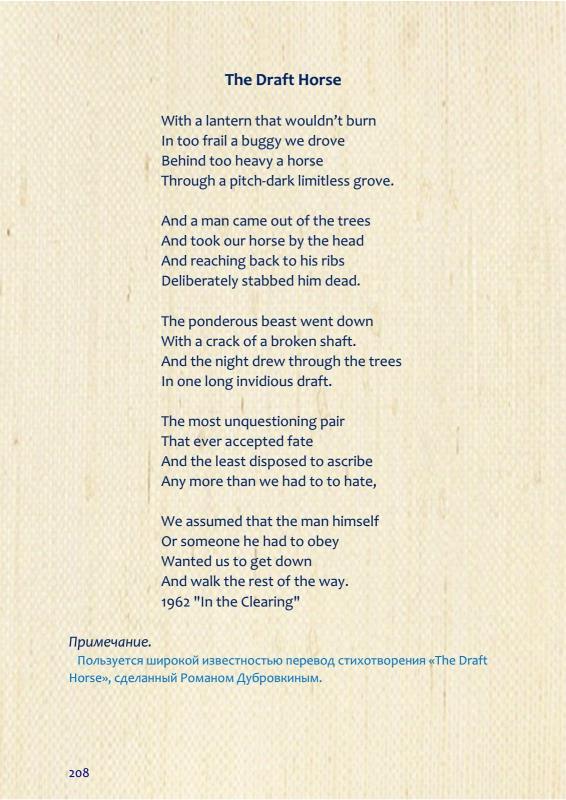 The Draft Horse
With a lantern that wouldn't burn
In too frail a buggy we drove
Behind too heavy a horse
Through a pitch-dark limitless grove.
And a man came out of the trees
And took our horse by the head
And reaching back to his ribs
Deliberately stabbed him dead.
The ponderous beast went down
With a crack of a broken shaft.
And the night drew through the trees
In one long invidious draft.
The most unquestioning pair
That ever accepted fate
And the least disposed to ascribe
Any more than we had to to hate,
We assumed that the man himself
Or someone he had to obey
Wanted us to get down
And walk the rest of the way.
1962 "In the Clearing"
Примечание.
Пользуется широкой известностью перевод стихотворения «The Draft
Horse», сделанный Романом Дубровкиным.
208